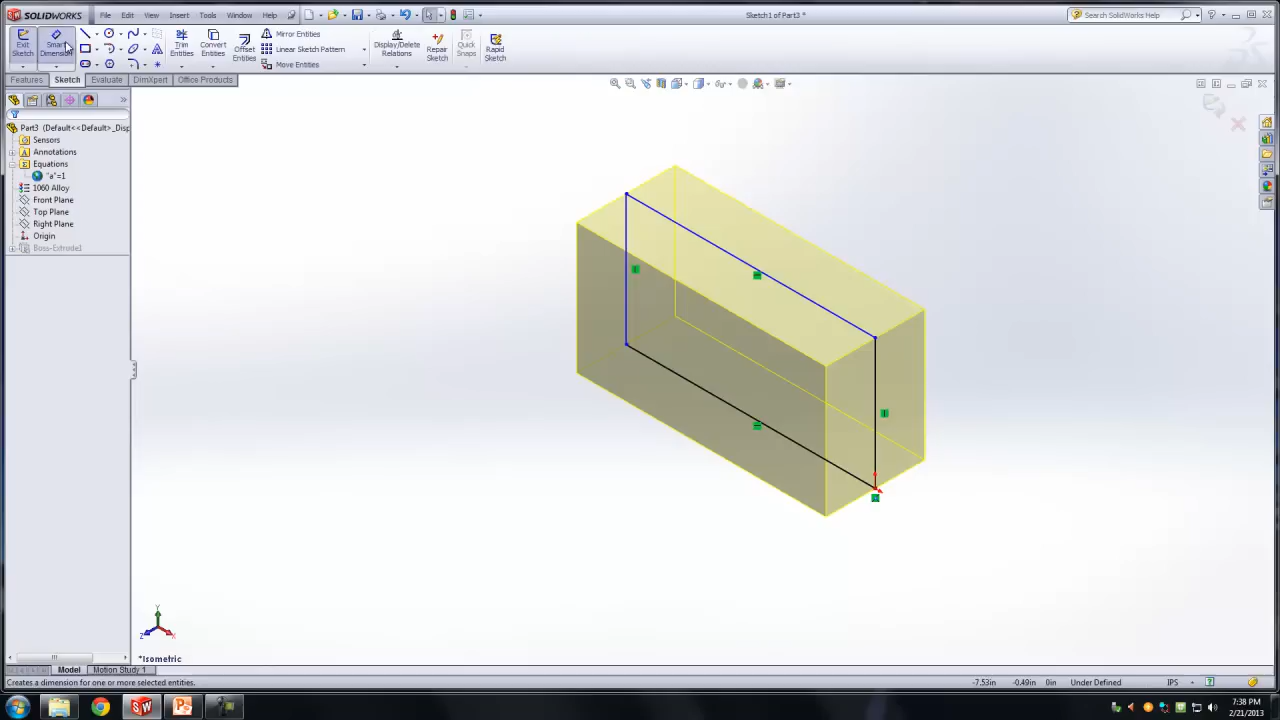 SOLIDWORKS
File Edit View Insert Tools Window Help
Sketch1 of Part3 *
Search SolidWorks Help
Exit Sketch
Smart Dimension
Trim Entities
Convert Entities
Offset Entities
Mirror Entities
Linear Sketch Pattern
Move Entities
Display/Delete Relations
Repair Sketch
Quick Snaps
Rapid Sketch
Features Sketch Evaluate DimXpert Office Products
Part3 (Default<<Default>_Disp
Sensors
Annotations
Equations
"a"=1
1060 Alloy
Front Plane
Top Plane
Right Plane
Origin
Boss-Extrude1
Y
Z X
*Isometric
Model Motion Study 1
Creates a dimension for one or more selected entities.
-7.53in -0.49in 0in Under Defined IPS
7:38 PM
2/21/2013